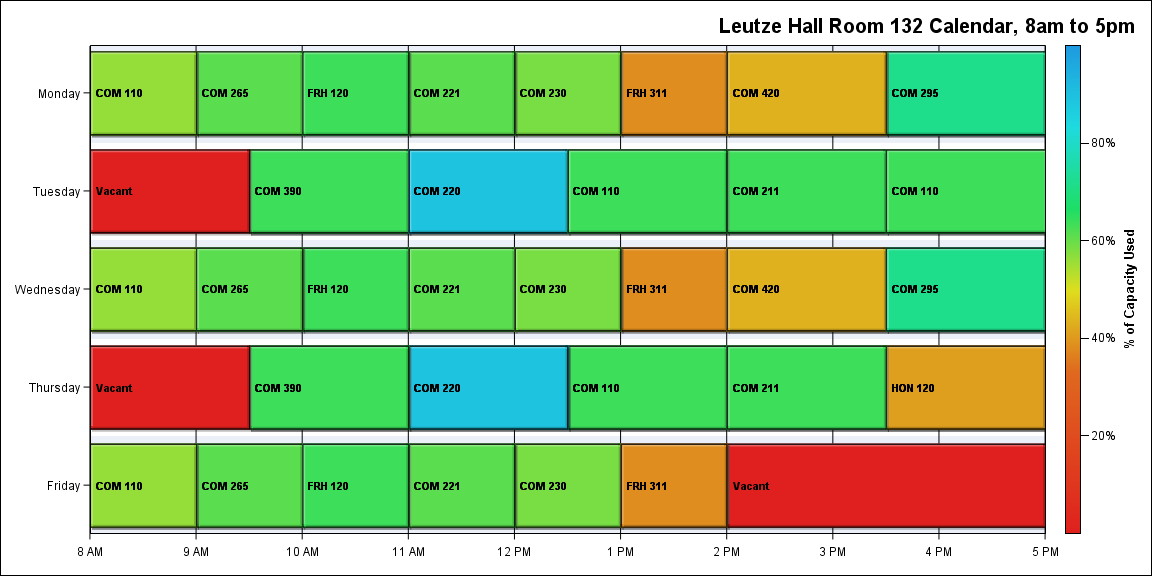 Leutze Hall Room 132 Calendar, 8am to 5pm
Monday
COM 110
COM 265
FRH 120
COM 221
COM 230
FRH 311
COM 420
COM 295
Tuesday
Vacant
COM 390
COM 220
COM 110
COM 211
COM 110
Wednesday
COM 110
COM 265
FRH 120
COM 221
COM 230
FRH 311
COM 420
COM 295
Thursday
Vacant
COM 390
COM 220
COM 110
COM 211
HON 120
Friday
COM 110
COM 265
FRH 120
COM 221
COM 230
FRH 311
Vacant
8 AM
9 AM
10 AM
11 AM
12 PM
1 PM
2 PM
3 PM
4 PM
5 PM
80%
60%
40%
20%
% of Capacity Used